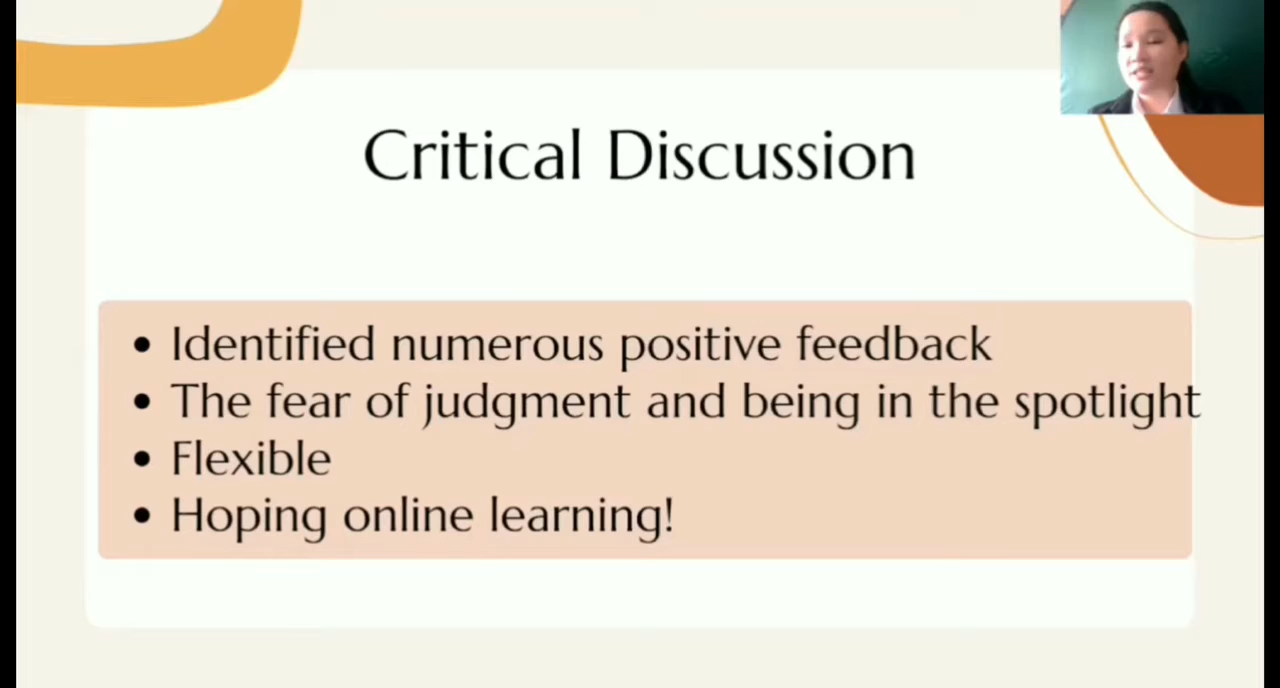 Critical Discussion
Identified numerous positive feedback
The fear of judgment and being in the spotlight
Flexible
Hoping online learning!